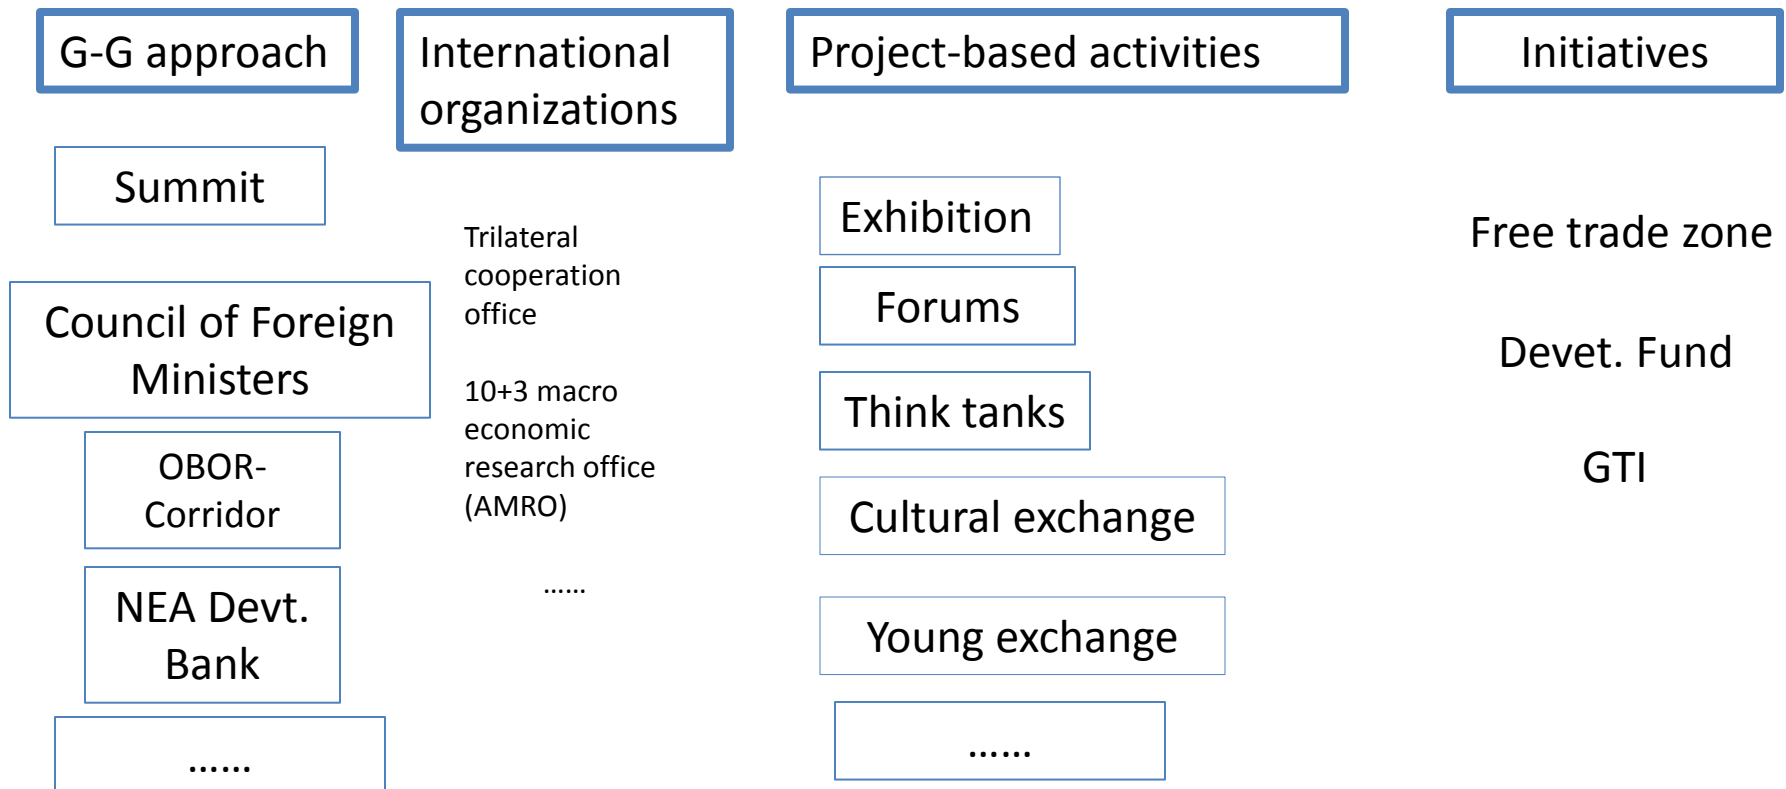 G-G approach
Summit
Council of Foreign
Ministers
OBOR-
Corridor
NEA Devt.
Bank
......
International
organizations
Trilateral
cooperation
office
10+3 macro
economic
research office
(AMRO)
......
Project-based activities
Exhibition
Forums
Think tanks
Cultural exchange
Young exchange
......
Initiatives
Free trade zone
Devet. Fund
GTI